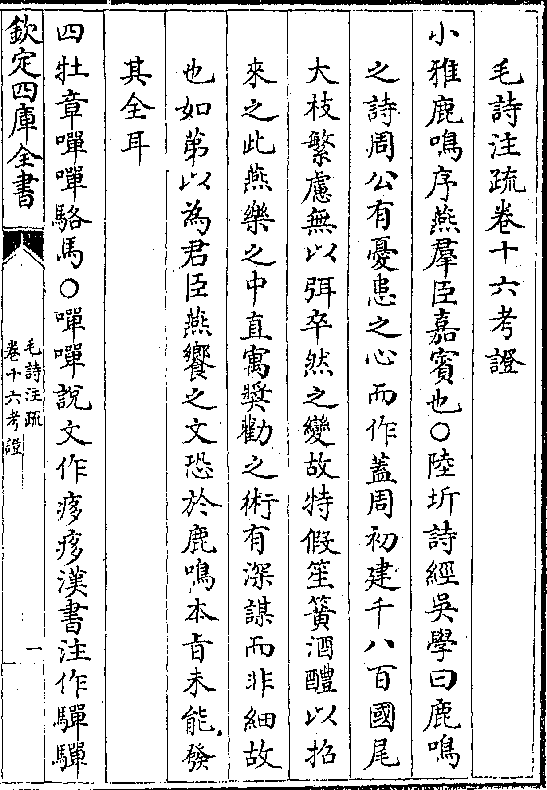 毛詩注疏卷十六考證
小雅鹿鳴序燕羣臣嘉賓也○陸圻詩經吳學曰鹿鳴
之詩周公有憂患之心而作蓋周初建千八百國尾
大枝繁慮無以弭卒然之變故特假笙簧酒醴以招
來之此燕樂之中直寓奬勸之術有深謀而非細故
也如第以為君臣燕饗之文恐於鹿鳴本旨未能發
其全耳
四牡章嘽嘽駱馬○嘽嘽說文作痑痑漢書注作驒驒
欽定四庫全書
毛詩注疏
卷十六考證
一